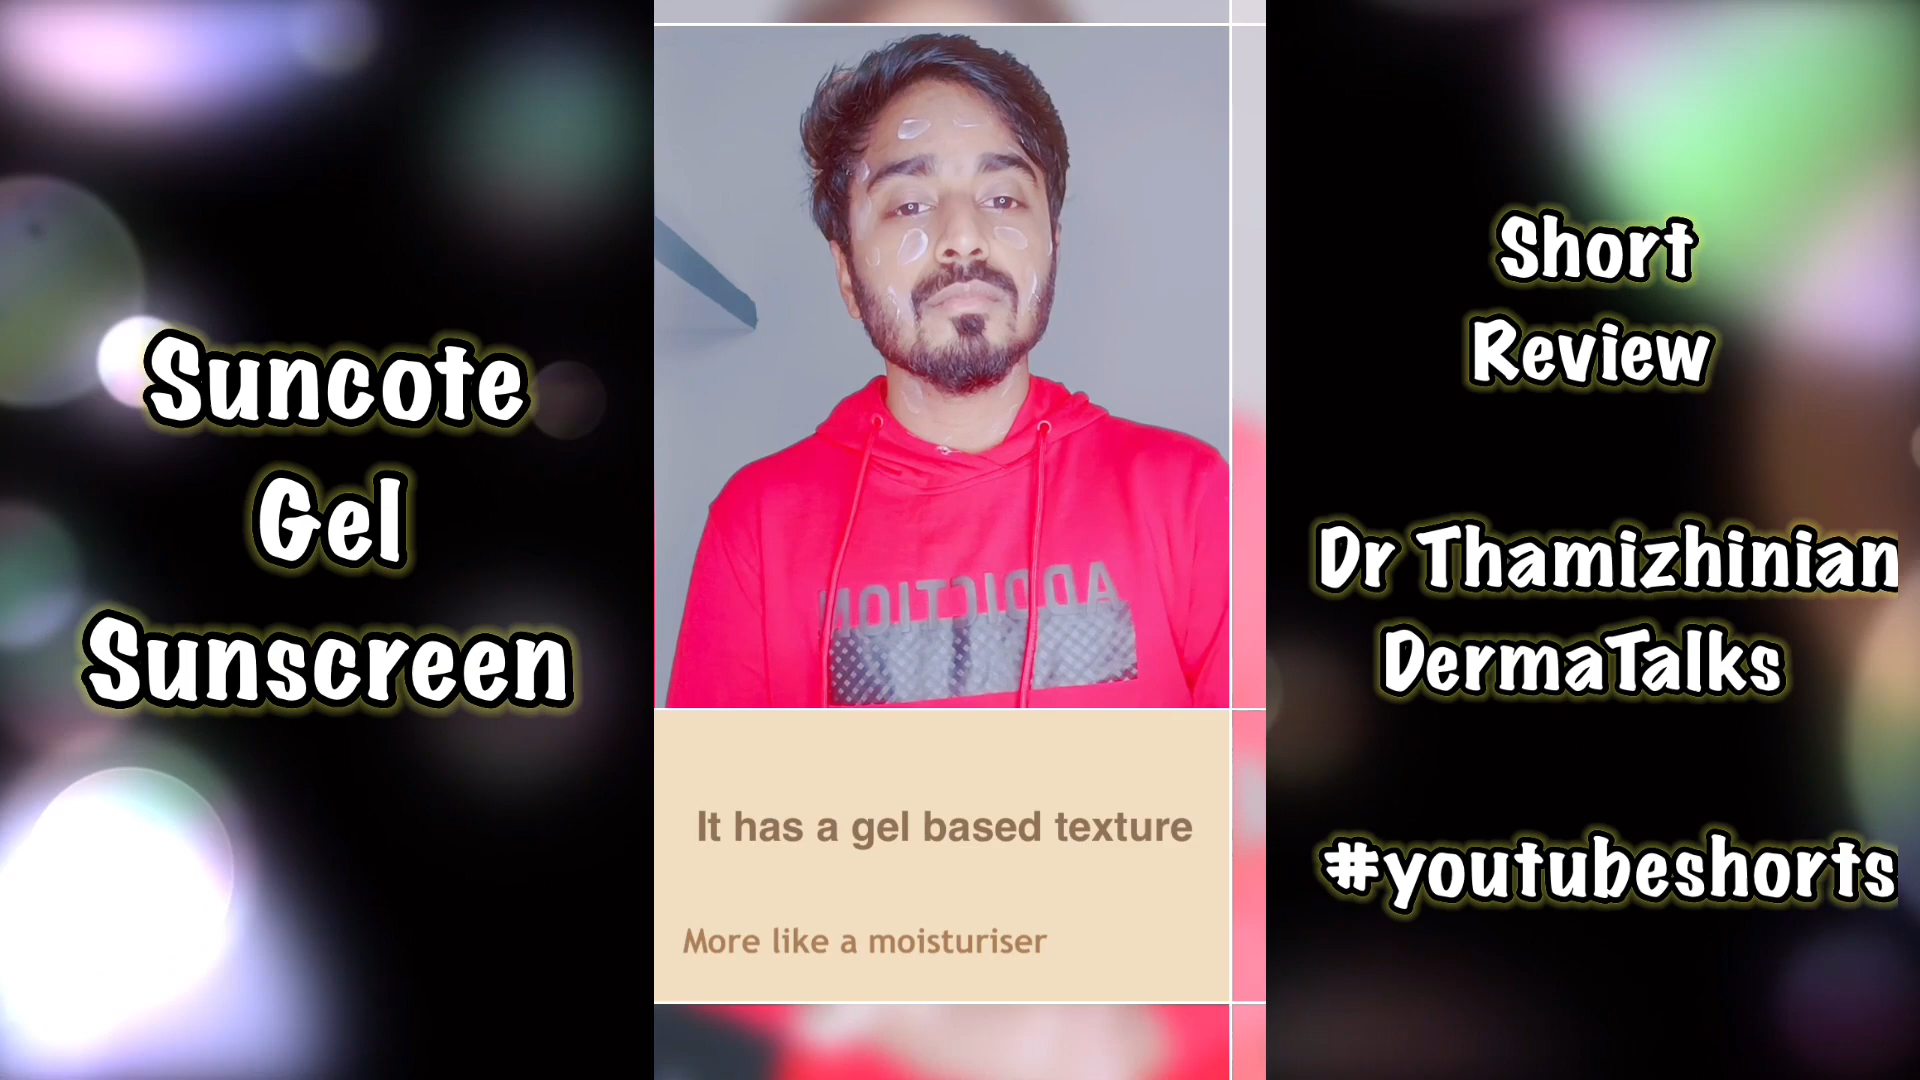 Suncote
Gel
Sunscreen
ADDICTION
It has a gel based texture
More like a moisturiser
Short
Review
Dr Thamizhinian
DermaTalks
#youtubeshorts